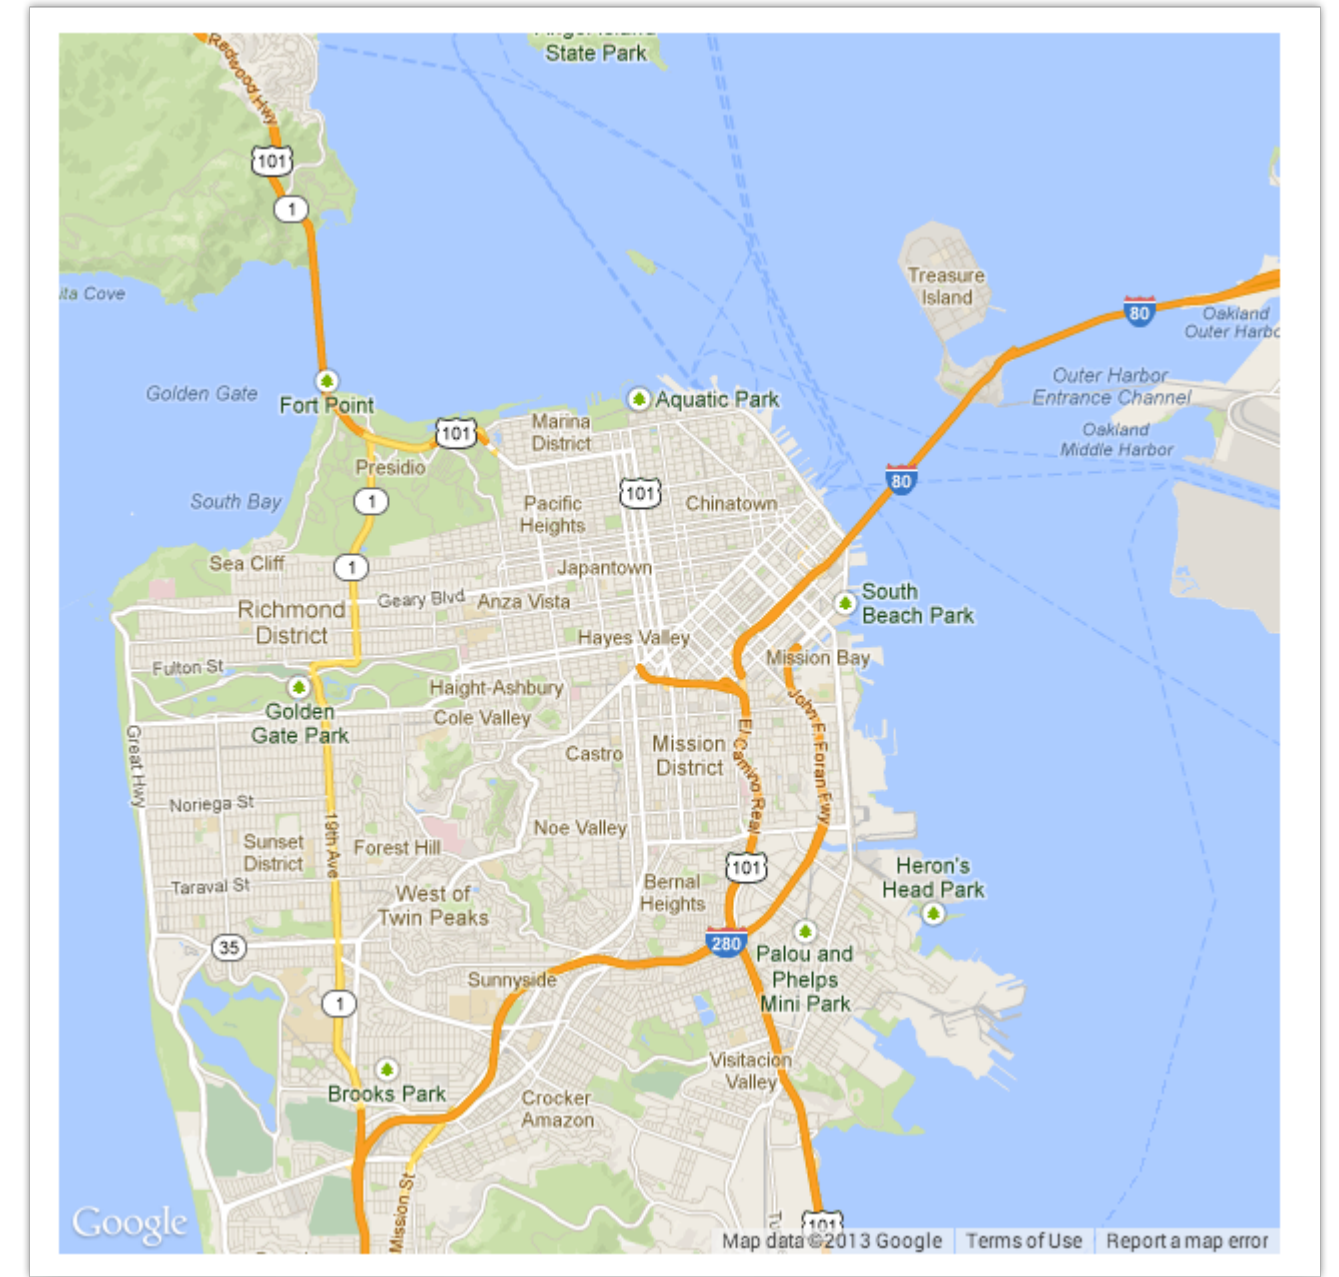 State Park
Redwood Hwy
101
1
Treasure
Island
80
Oakland
Outer
ita Cove
Outer Harbor
Entrance Channel
Golden Gate
Fort Point
Aquatic Park
Oakland
Middle Harbor
101
Marina
District
Presidio
80
South Bay
1
Pacific
Heights
101
Chinatown
Sea Cliff
1
Japantown
Geary Blvd
Anza Vista
South
Beach Park
Richmond
District
Hayes Valley
Fulton St
Mission Bay
Haight-Ashbury
Golden
Gate Park
Cole Valley
John F. Foran Fwy
El Camino Real
Great Hwy
Castro
Mission
District
Noriega St
19th Ave
Noe Valley
Sunset
District
Forest Hill
Taraval St
101
Heron's
Head Park
Bernal
Heights
West of
Twin Peaks
35
280
Palou and
Phelps
Mini Park
Sunnyside
1
Visitacion
Valley
Brooks Park
Crocker
Amazon
Mission St
101
Google
Map data ©2013 Google
Terms of Use
Report a map error